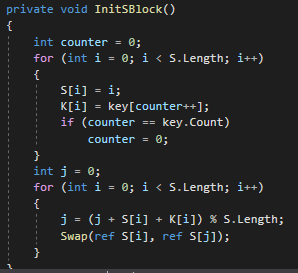 private void InitSBlock()
{
    int counter = 0;
    for (int i = 0; i < S.Length; i++)
    {
        S[i] = i;
        K[i] = key[counter++];
        if (counter == key.Count)
            counter = 0;
    }
    int j = 0;
    for (int i = 0; i < S.Length; i++)
    {
        j = (j + S[i] + K[i]) % S.Length;
        Swap(ref S[i], ref S[j]);
    }
}